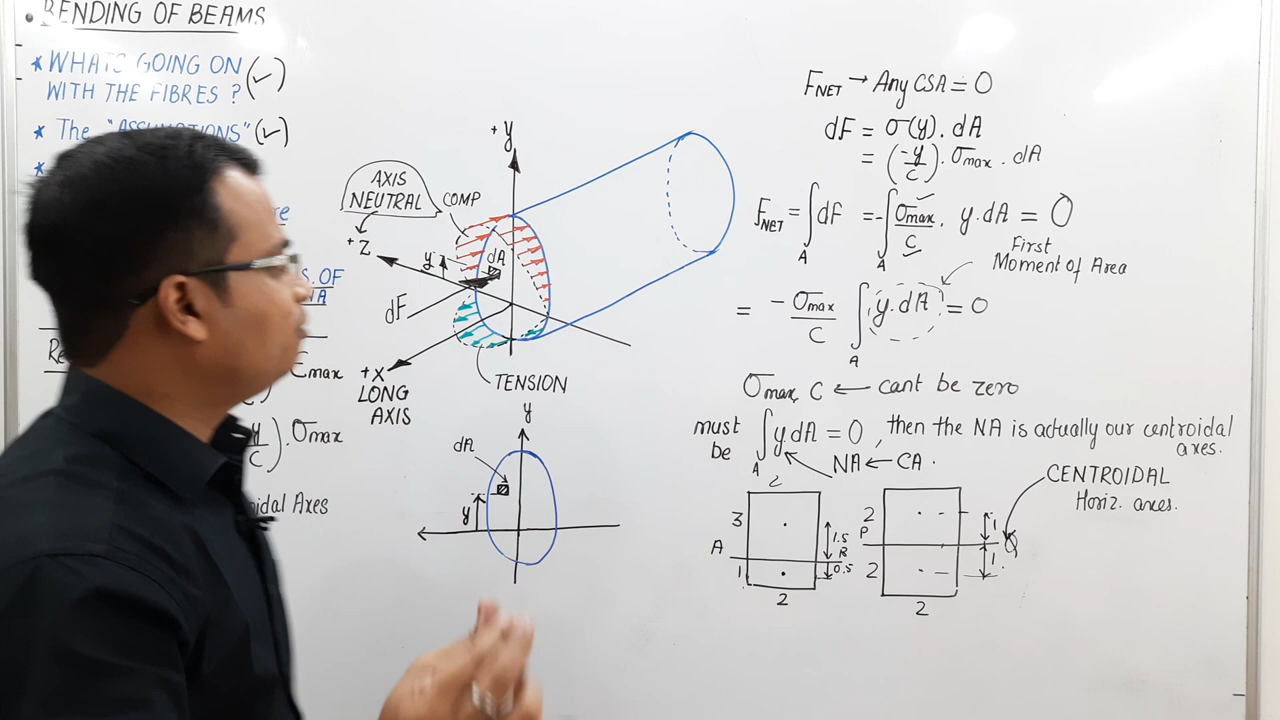 • BENDING OF BEAMS
* WHATS GOING ON
WITH THE FIBRES ? (✓)
* The "ASSUMPTIONS" (✓)
*
S. OF
NA
Re
Єmax
(y/C). σmax
oidal Axes
+y
AXIS
NEUTRAL
COMP
+Z
y
dA
dF
+X
LONG
AXIS
TENSION
y
dA
y
FNET → Any CSA = 0
dF = σ(y). dA
= (-y/C). σmax . dA
FNET = ∫A dF = -∫A σmax/C . y.dA = 0
First
Moment of Area
= -σmax/C ∫A y.dA = 0
σmax, C ← cant be zero
must be ∫A y.dA = 0 , then the NA is actually our centroidal
axes.
NA ← CA .
CENTROIDAL
Horiz. axes.
2
3
A
1
2
1.5
B
0.5
2
P
2
2
1
1
Q